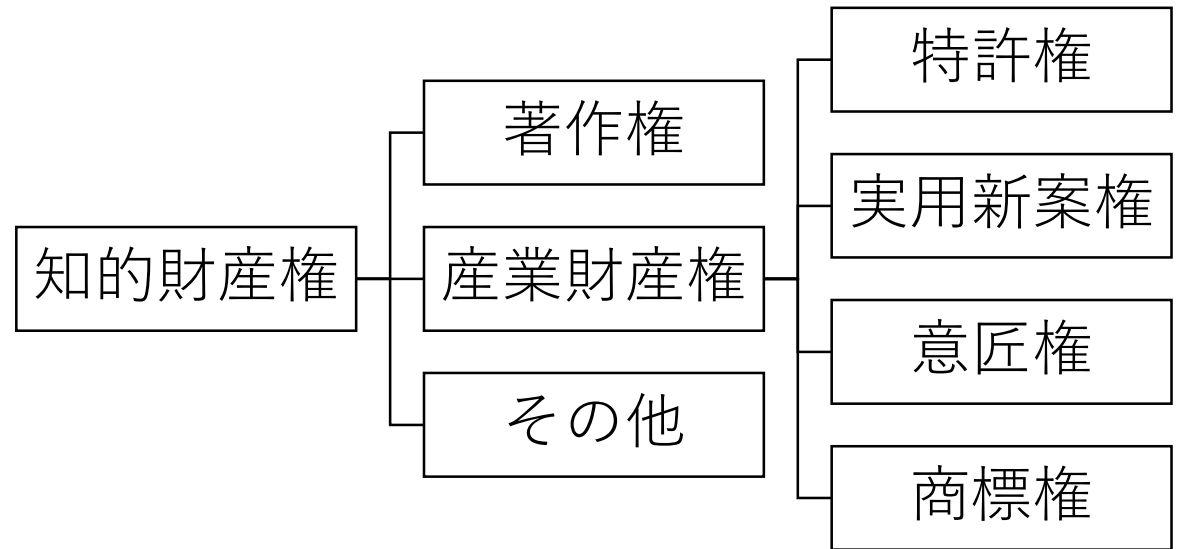 知的財産権
著作権
産業財産権
その他
特許権
実用新案権
意匠権
商標権